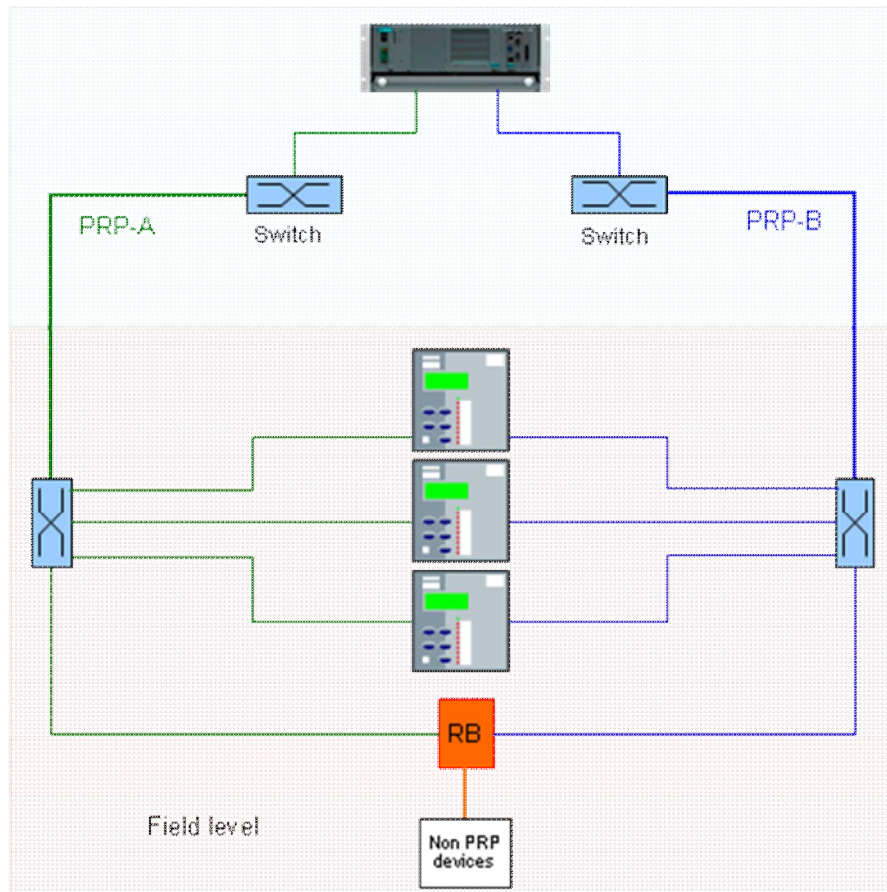 PRP-A
PRP-B
Switch
Switch
RB
Field level
Non PRP
devices